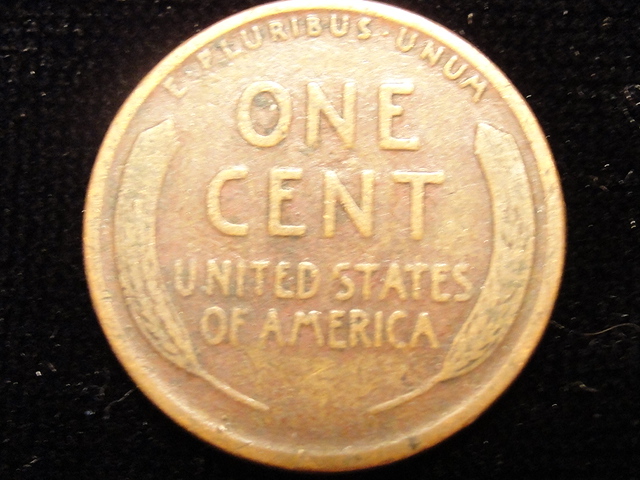 E · PLURIBUS · UNUM
ONE
CENT
UNITED STATES
OF AMERICA